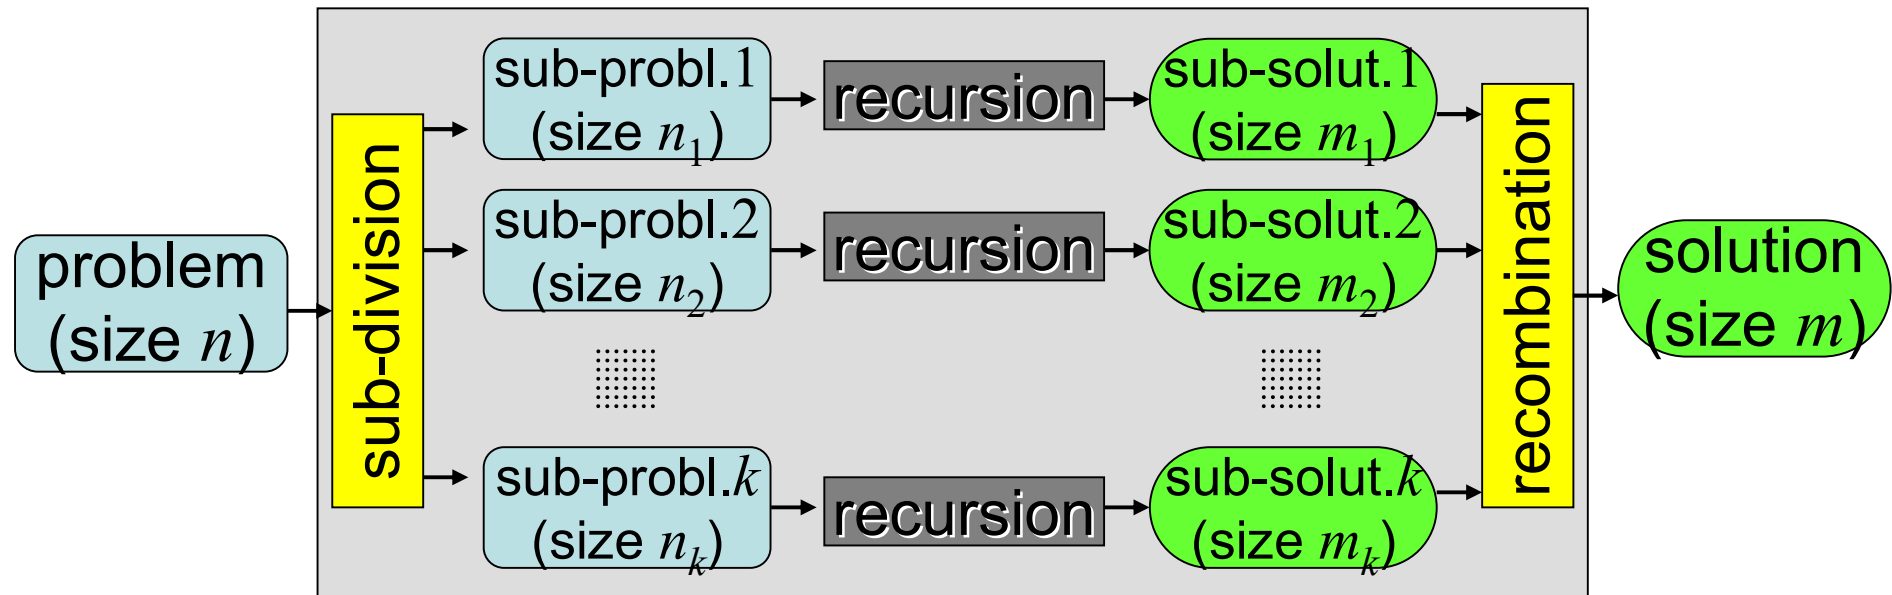 problem
(size n)
sub-division
sub-probl.1
(size n₁)
recursion
sub-solut.1
(size m₁)
sub-probl.2
(size n₂)
recursion
sub-solut.2
(size m₂)
sub-probl.k
(size nₖ)
recursion
sub-solut.k
(size mₖ)
recombination
solution
(size m)